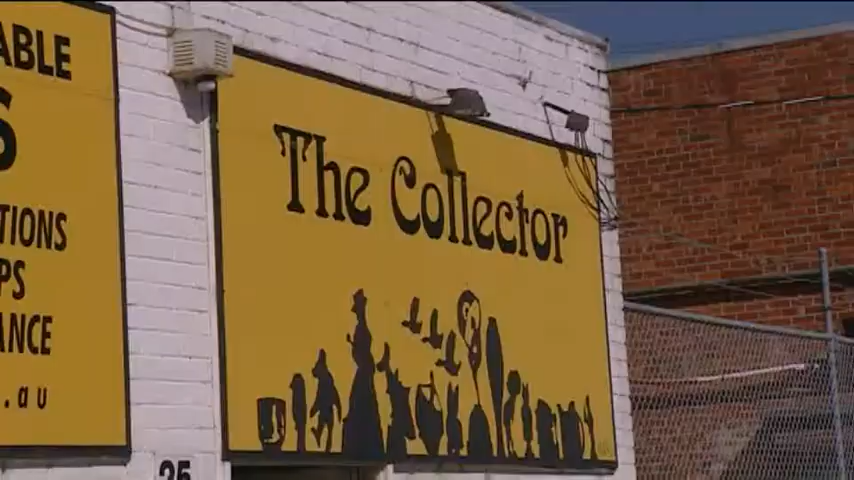 ABLE
S
TIONS
PS
ANCE
.au
The Collector
25